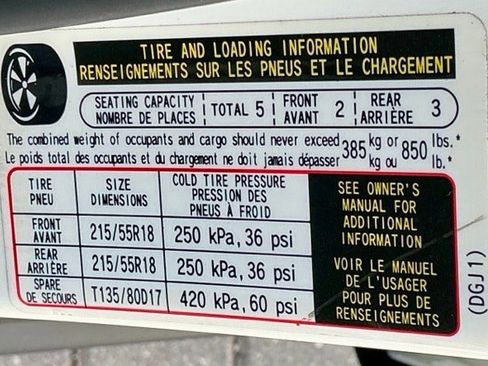 TIRE AND LOADING INFORMATION
RENSEIGNEMENTS SUR LES PNEUS ET LE CHARGEMENT
SEATING CAPACITY
NOMBRE DE PLACES
TOTAL 5
FRONT
AVANT
2
REAR
ARRIÈRE
3
The combined weight of occupants and cargo should never exceed 385 kg or 850 lbs.*
Le poids total des occupants et du chargement ne doit jamais dépasser kg ou lb.*
TIRE
PNEU
SIZE
DIMENSIONS
COLD TIRE PRESSURE
PRESSION DES
PNEUS À FROID
FRONT
AVANT
215/55R18
250 kPa, 36 psi
REAR
ARRIÈRE
215/55R18
250 kPa, 36 psi
SPARE
DE SECOURS
T135/80D17
420 kPa, 60 psi
SEE OWNER'S
MANUAL FOR
ADDITIONAL
INFORMATION
VOIR LE MANUEL
DE L'USAGER
POUR PLUS DE
RENSEIGNEMENTS
(DGJ1)